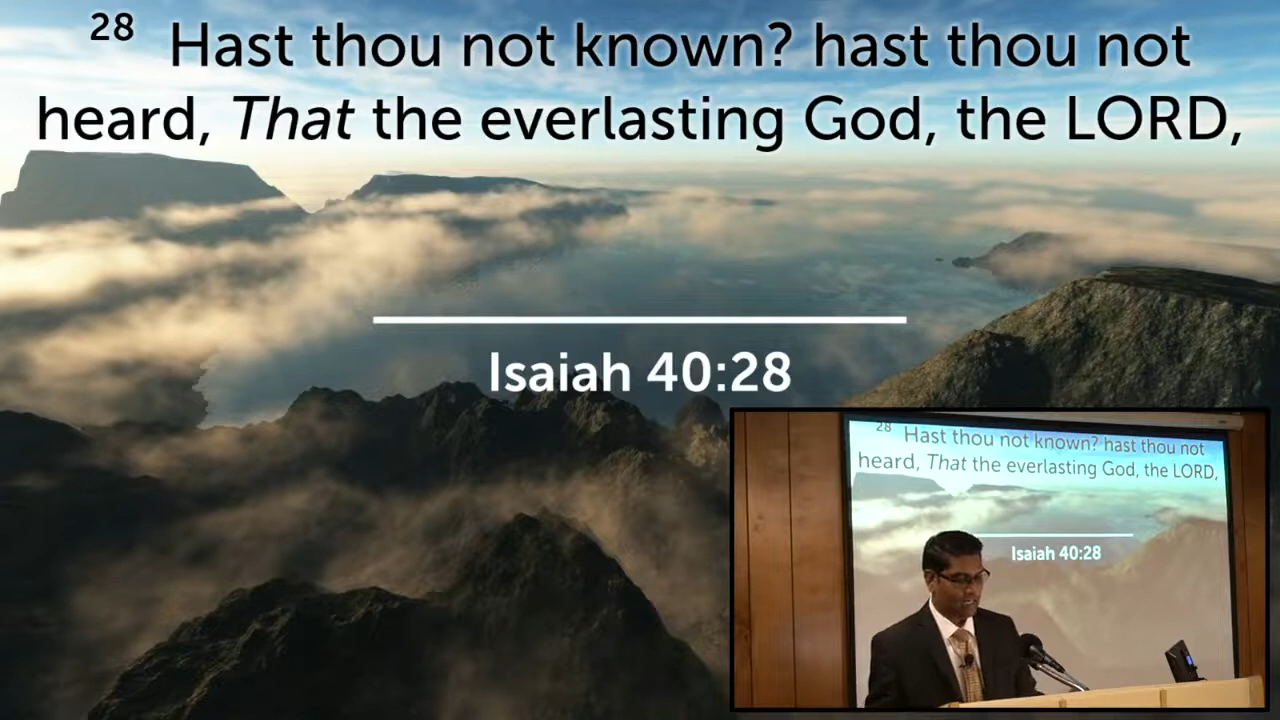 28 Hast thou not known? hast thou not
heard, That the everlasting God, the LORD,
Isaiah 40:28
28 Hast thou not known? hast thou not
heard, That the everlasting God, the LORD,
Isaiah 40:28